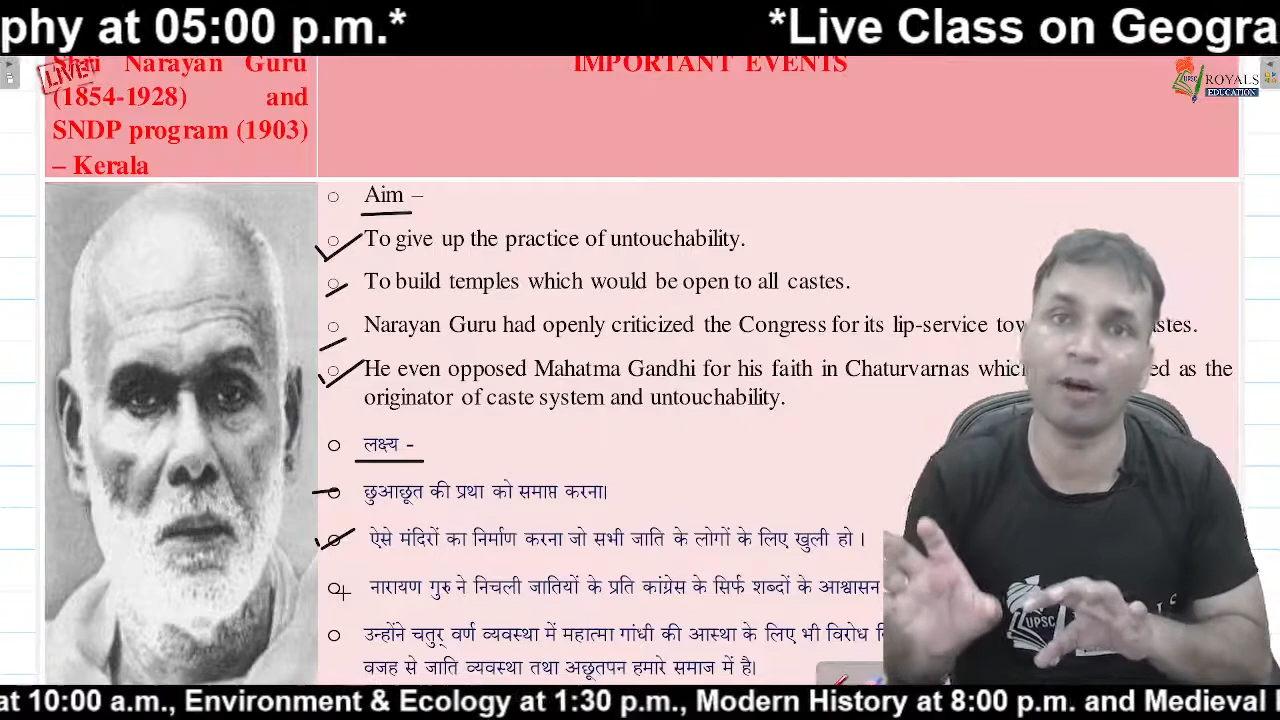 phy at 05:00 p.m.* *Live Class on Geogra
LIVE
Shri Narayan Guru
(1854-1928) and
SNDP program (1903)
– Kerala
IMPORTANT EVENTS
UPSC ROYALS
EDUCATION
Aim –
To give up the practice of untouchability.
To build temples which would be open to all castes.
Narayan Guru had openly criticized the Congress for its lip-service astes.
He even opposed Mahatma Gandhi for his faith in Chaturvarnas ed as the
originator of caste system and untouchability.
लक्ष्य -
छुआछूत की प्रथा को समाप्त करना।
ऐसे मंदिरों का निर्माण करना जो सभी जाति के लोगों के लिए खुली हो ।
नारायण गुरु ने निचली जातियों के प्रति कांग्रेस के सिर्फ शब्दों के आश्वासन
उन्होंने चतुर् वर्ण व्यवस्था में महात्मा गांधी की आस्था के लिए भी विरोध
वजह से जाति व्यवस्था तथा अछूतपन हमारे समाज में है।
UPSC
at 10:00 a.m., Environment & Ecology at 1:30 p.m., Modern History at 8:00 p.m. and Medieval